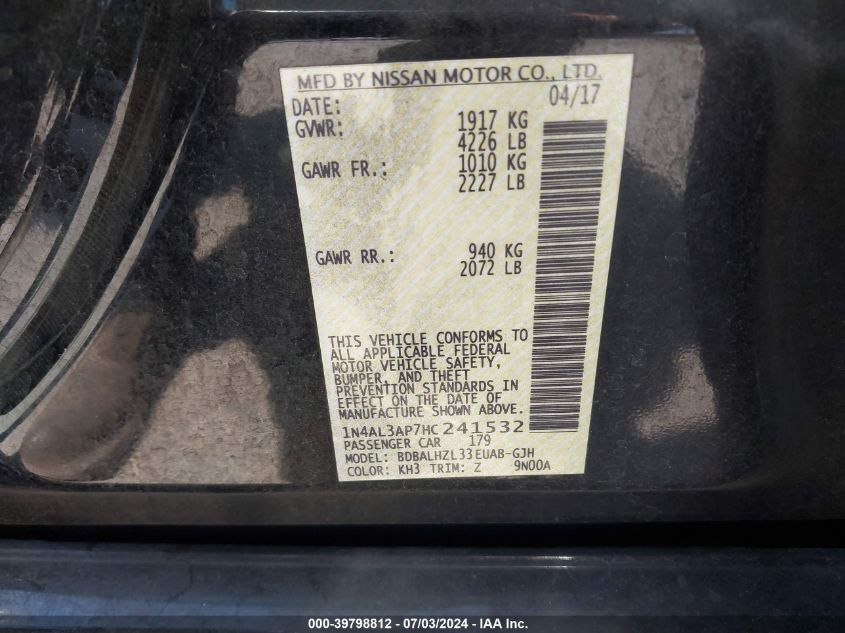 MFD BY NISSAN MOTOR CO., LTD.
DATE: 04/17
GVWR: 1917 KG
4226 LB
GAWR FR.: 1010 KG
2227 LB
GAWR RR.: 940 KG
2072 LB
THIS VEHICLE CONFORMS TO
ALL APPLICABLE FEDERAL
MOTOR VEHICLE SAFETY,
BUMPER, AND THEFT
PREVENTION STANDARDS IN
EFFECT ON THE DATE OF
MANUFACTURE SHOWN ABOVE.
1N4AL3AP7HC241532
PASSENGER CAR 179
MODEL: BDBALHZL33EUAB-GJH
COLOR: KH3 TRIM: Z 9N00A
000-39798812 - 07/03/2024 - IAA Inc.